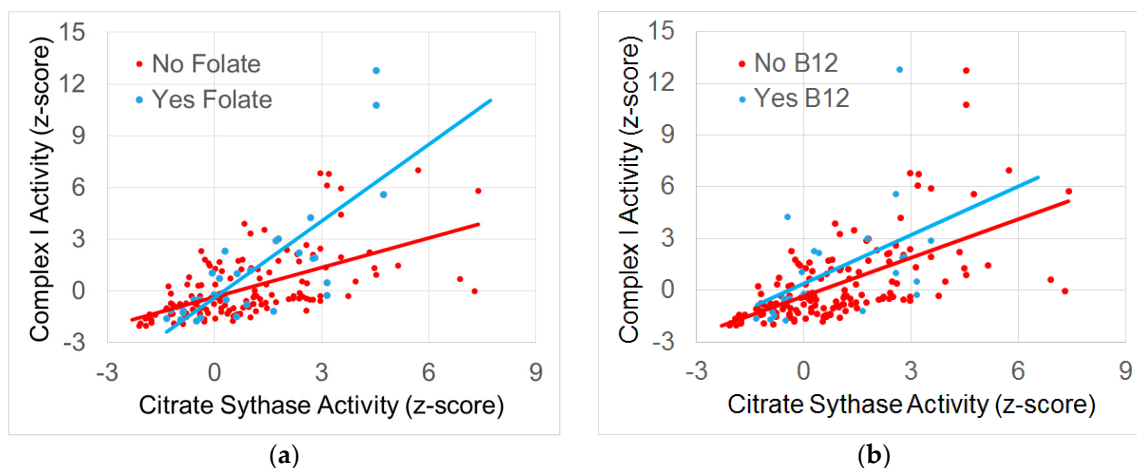 15
12
9
6
3
0
-3
-3 0 3 6 9
Complex I Activity (z-score)
Citrate Sythase Activity (z-score)
No Folate
Yes Folate
(a)
15
12
9
6
3
0
-3
-3 0 3 6 9
Complex I Activity (z-score)
Citrate Sythase Activity (z-score)
No B12
Yes B12
(b)